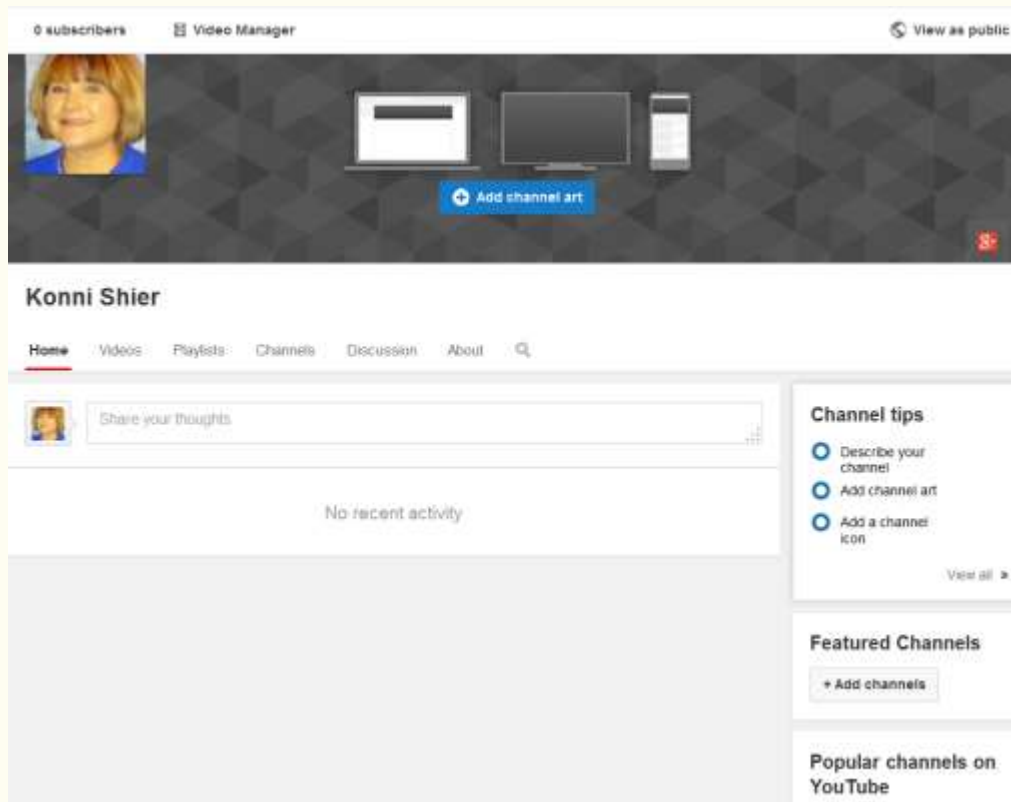 0 subscribers Video Manager View as public
Add channel art
Konni Shier
Home Videos Playlists Channels Discussion About
Share your thoughts
No recent activity
Channel tips
Describe your
channel
Add channel art
Add a channel
icon
View all »
Featured Channels
+ Add channels
Popular channels on
YouTube